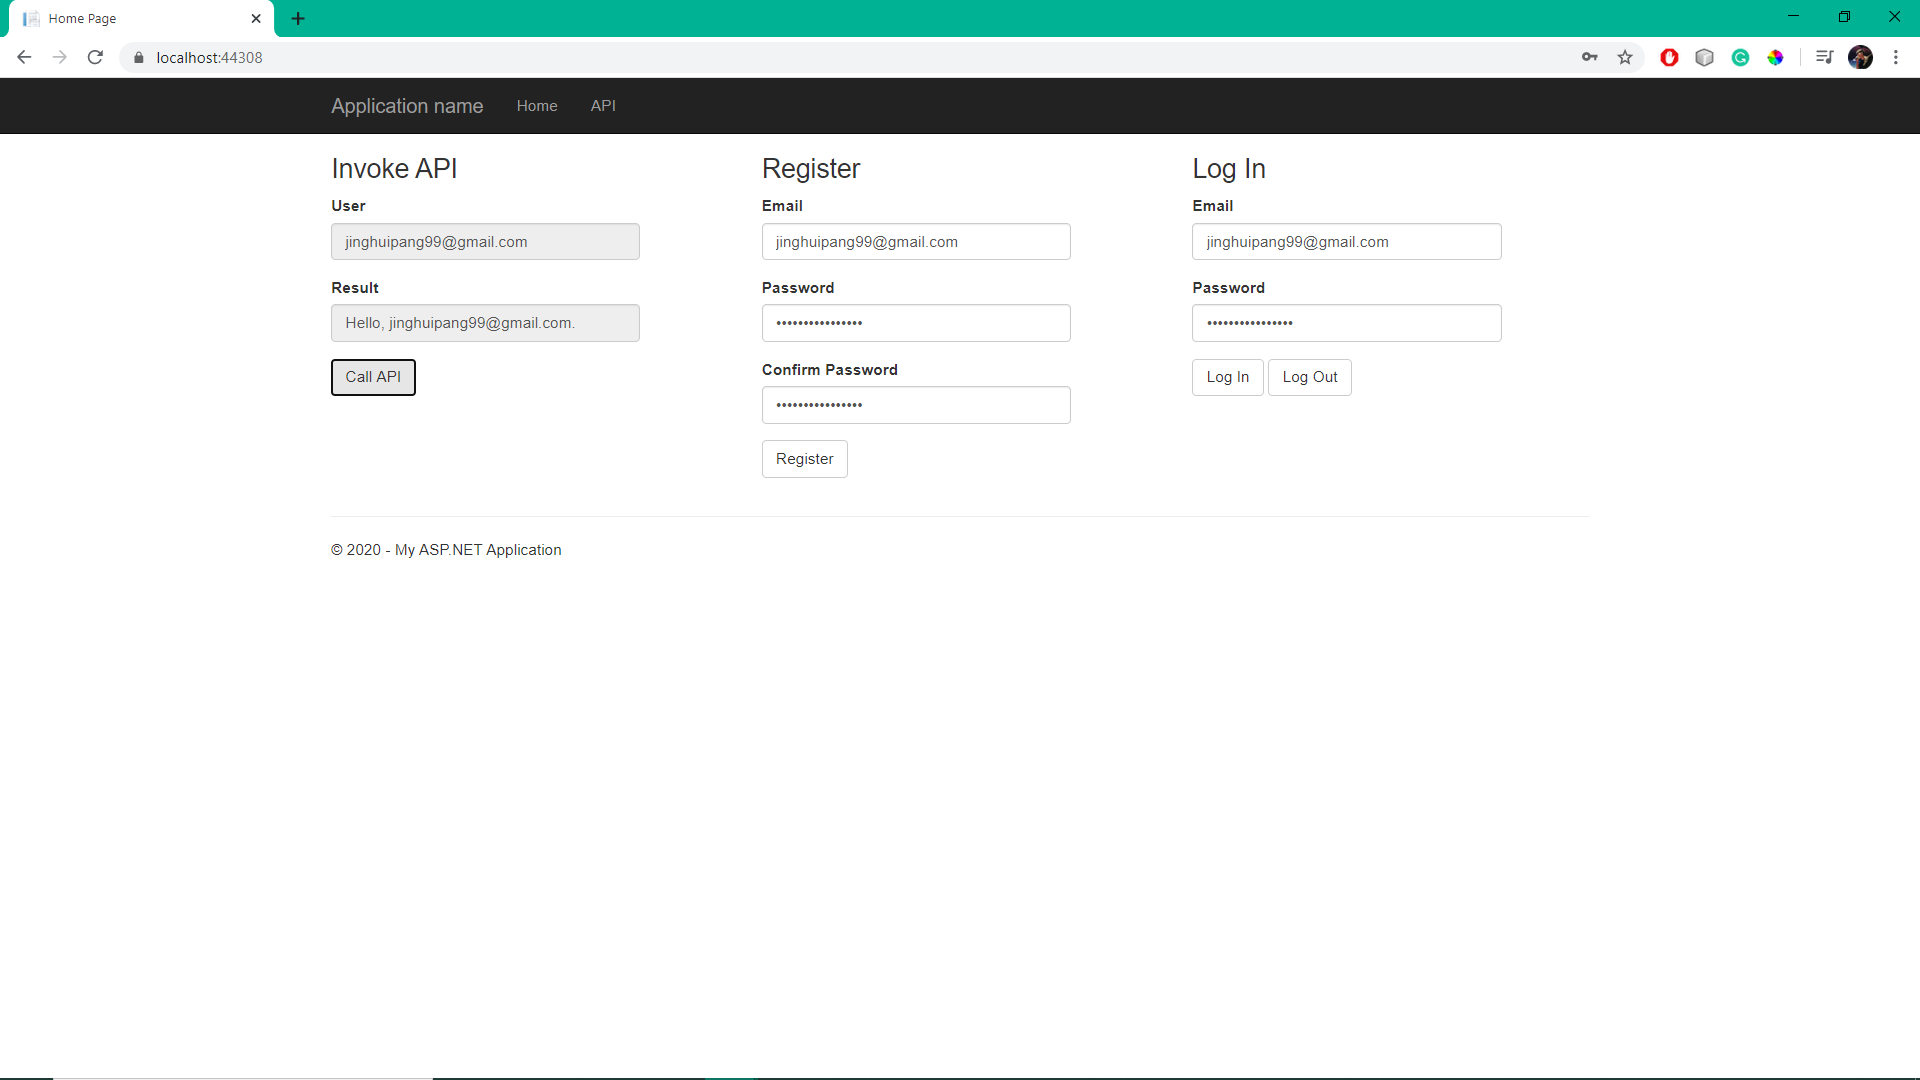 Home Page
localhost:44308
Application name Home API
Invoke API
User
jinghuipang99@gmail.com
Result
Hello, jinghuipang99@gmail.com.
Call API
Register
Email
jinghuipang99@gmail.com
Password
••••••••••••••••
Confirm Password
••••••••••••••••
Register
Log In
Email
jinghuipang99@gmail.com
Password
••••••••••••••••
Log In Log Out
© 2020 - My ASP.NET Application